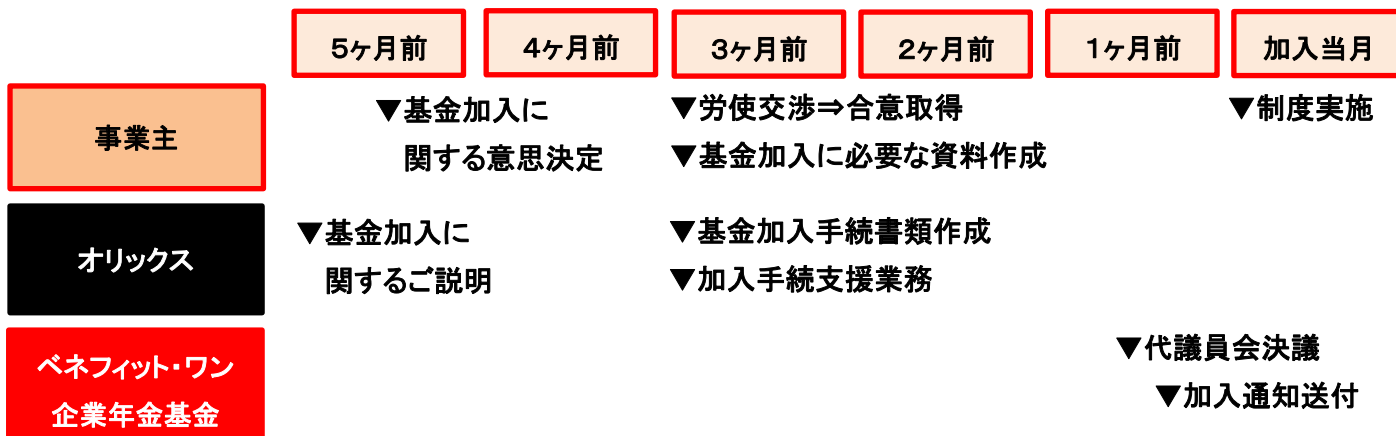 5ヶ月前
4ヶ月前
3ヶ月前
2ヶ月前
1ヶ月前
加入当月
事業主
▼基金加入に
関する意思決定
▼労使交渉⇒合意取得
▼基金加入に必要な資料作成
▼制度実施
オリックス
▼基金加入に
関するご説明
▼基金加入手続書類作成
▼加入手続支援業務
ベネフィット・ワン
企業年金基金
▼代議員会決議
▼加入通知送付